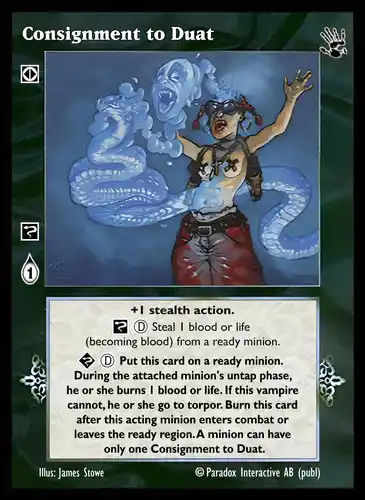 Consignment to Duat
1
+1 stealth action.
Ⓓ Steal 1 blood or life
(becoming blood) from a ready minion.
Ⓓ Put this card on a ready minion.
During the attached minion's untap phase,
he or she burns 1 blood or life. If this vampire
cannot, he or she go to torpor. Burn this card
after this acting minion enters combat or
leaves the ready region. A minion can have
only one Consignment to Duat.
Illus: James Stowe © Paradox Interactive AB (publ)